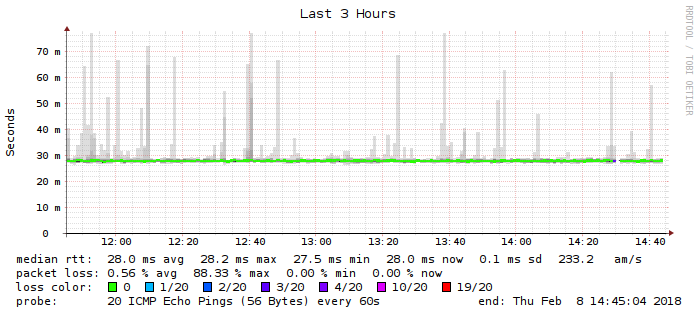 Last 3 Hours
RRDTOOL / TOBI OETIKER
Seconds
70 m
60 m
50 m
40 m
30 m
20 m
10 m
0
12:00 12:20 12:40 13:00 13:20 13:40 14:00 14:20 14:40
median rtt: 28.0 ms avg 28.2 ms max 27.5 ms min 28.0 ms now 0.1 ms sd 233.2 am/s
packet loss: 0.56 % avg 88.33 % max 0.00 % min 0.00 % now
loss color: 0 1/20 2/20 3/20 4/20 10/20 19/20
probe: 20 ICMP Echo Pings (56 Bytes) every 60s end: Thu Feb 8 14:45:04 2018